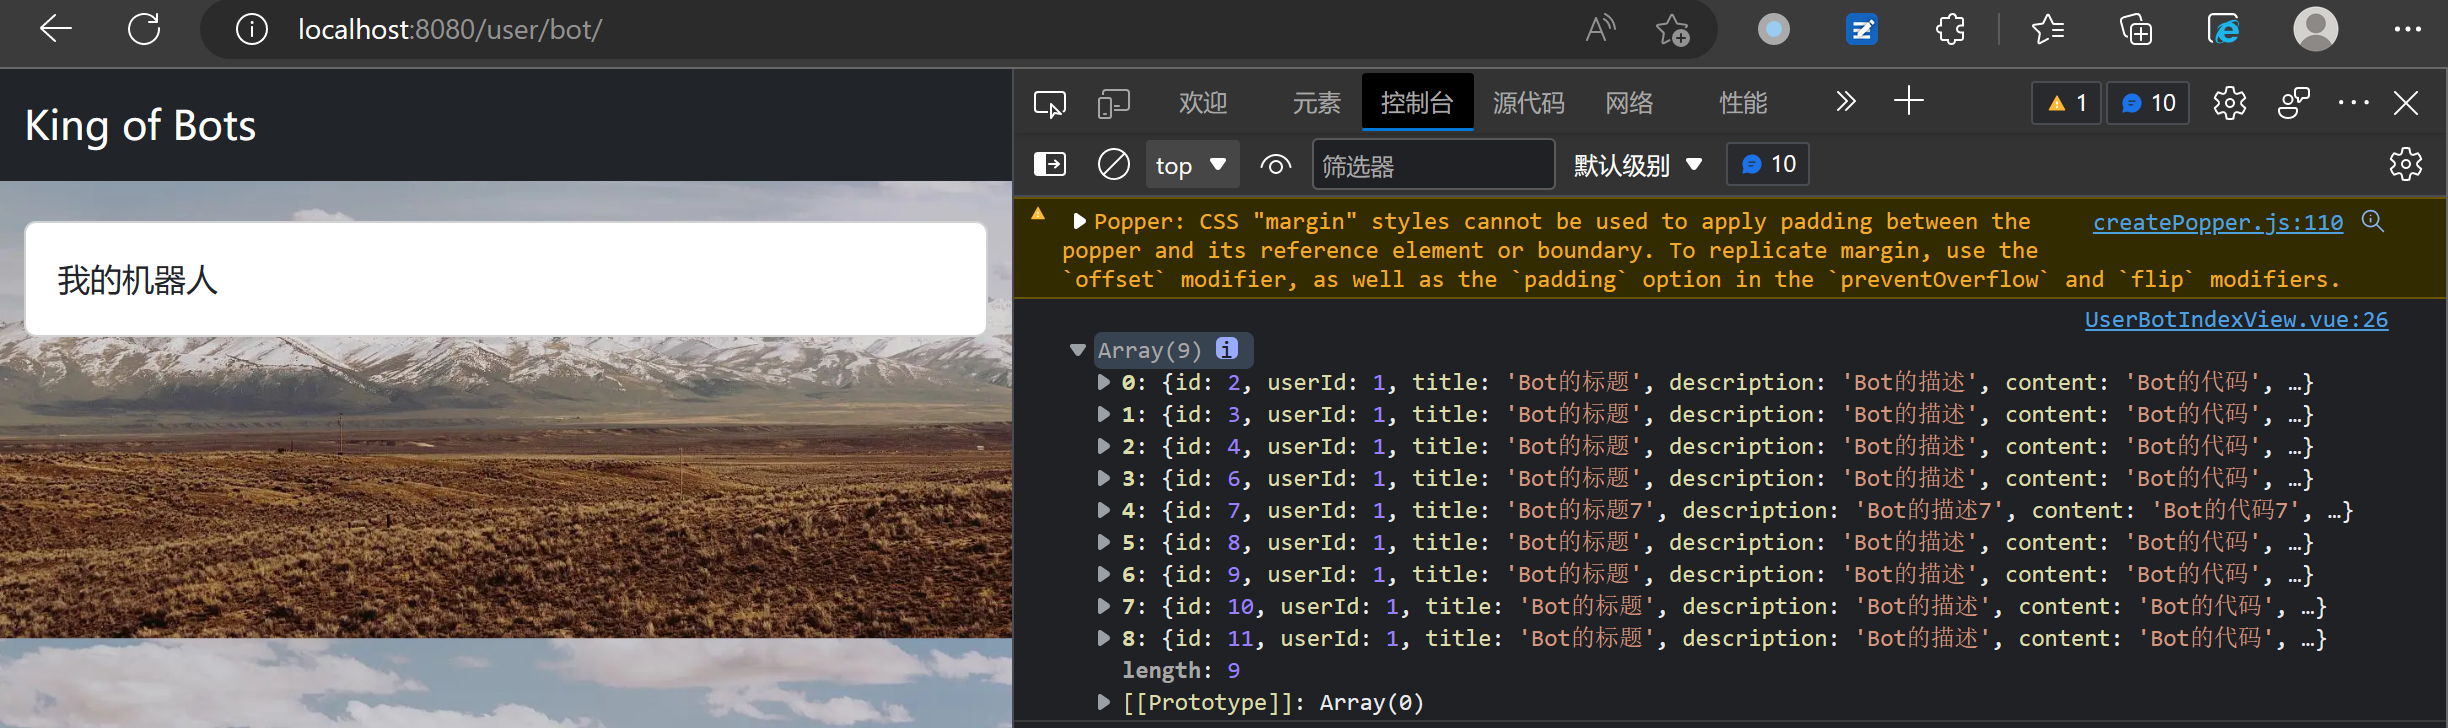 localhost:8080/user/bot/
King of Bots
我的机器人
欢迎 元素 控制台 源代码 网络 性能 1 10
top 筛选器 默认级别 10
Popper: CSS "margin" styles cannot be used to apply padding between the createPopper.js:110
popper and its reference element or boundary. To replicate margin, use the
`offset` modifier, as well as the `padding` option in the `preventOverflow` and `flip` modifiers.
UserBotIndexView.vue:26
Array(9) i
0: {id: 2, userId: 1, title: 'Bot的标题', description: 'Bot的描述', content: 'Bot的代码', …}
1: {id: 3, userId: 1, title: 'Bot的标题', description: 'Bot的描述', content: 'Bot的代码', …}
2: {id: 4, userId: 1, title: 'Bot的标题', description: 'Bot的描述', content: 'Bot的代码', …}
3: {id: 6, userId: 1, title: 'Bot的标题', description: 'Bot的描述', content: 'Bot的代码', …}
4: {id: 7, userId: 1, title: 'Bot的标题7', description: 'Bot的描述7', content: 'Bot的代码7', …}
5: {id: 8, userId: 1, title: 'Bot的标题', description: 'Bot的描述', content: 'Bot的代码', …}
6: {id: 9, userId: 1, title: 'Bot的标题', description: 'Bot的描述', content: 'Bot的代码', …}
7: {id: 10, userId: 1, title: 'Bot的标题', description: 'Bot的描述', content: 'Bot的代码', …}
8: {id: 11, userId: 1, title: 'Bot的标题', description: 'Bot的描述', content: 'Bot的代码', …}
length: 9
[[Prototype]]: Array(0)